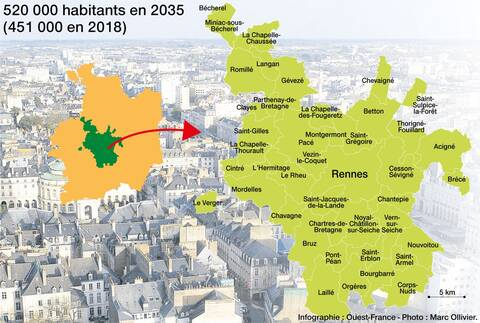 520 000 habitants en 2035
(451 000 en 2018)
Bécherel
Miniac-sous-
Bécherel
La Chapelle-
Chaussée
Langan
Romillé
Gévezé
Chevaigné
Parthenay-de-
Bretagne
Clayes
La Chapelle-
des-Fougeretz
Betton
Saint-
Sulpice-
la-Forêt
Thorigné-
Fouillard
Saint-Gilles
Montgermont
Saint-
Grégoire
Pacé
La Chapelle-
Thouarault
Acigné
Vezin-
le-Coquet
Cintré
L'Hermitage
Le Rheu
Rennes
Cesson-
Sévigné
Brécé
Mordelles
Le Verger
Saint-Jacques-
de-la-Lande
Chantepie
Chavagne
Chartres-de-
Bretagne
Noyal-
Châtillon-
sur-Seiche
Vern-
sur-
Seiche
Bruz
Nouvoitou
Pont-
Péan
Saint-
Erblon
Saint-
Armel
Bourgbarré
Laillé
Orgères
Corps-
Nuds
5 km
Infographie : Ouest-France - Photo : Marc Ollivier.